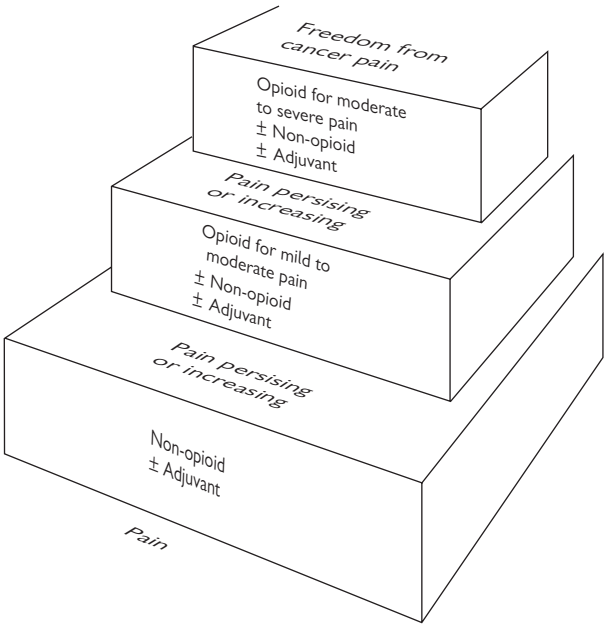 Freedom from
cancer pain
Opioid for moderate
to severe pain
± Non-opioid
± Adjuvant
Pain persising
or increasing
Opioid for mild to
moderate pain
± Non-opioid
± Adjuvant
Pain persising
or increasing
Non-opioid
± Adjuvant
Pain